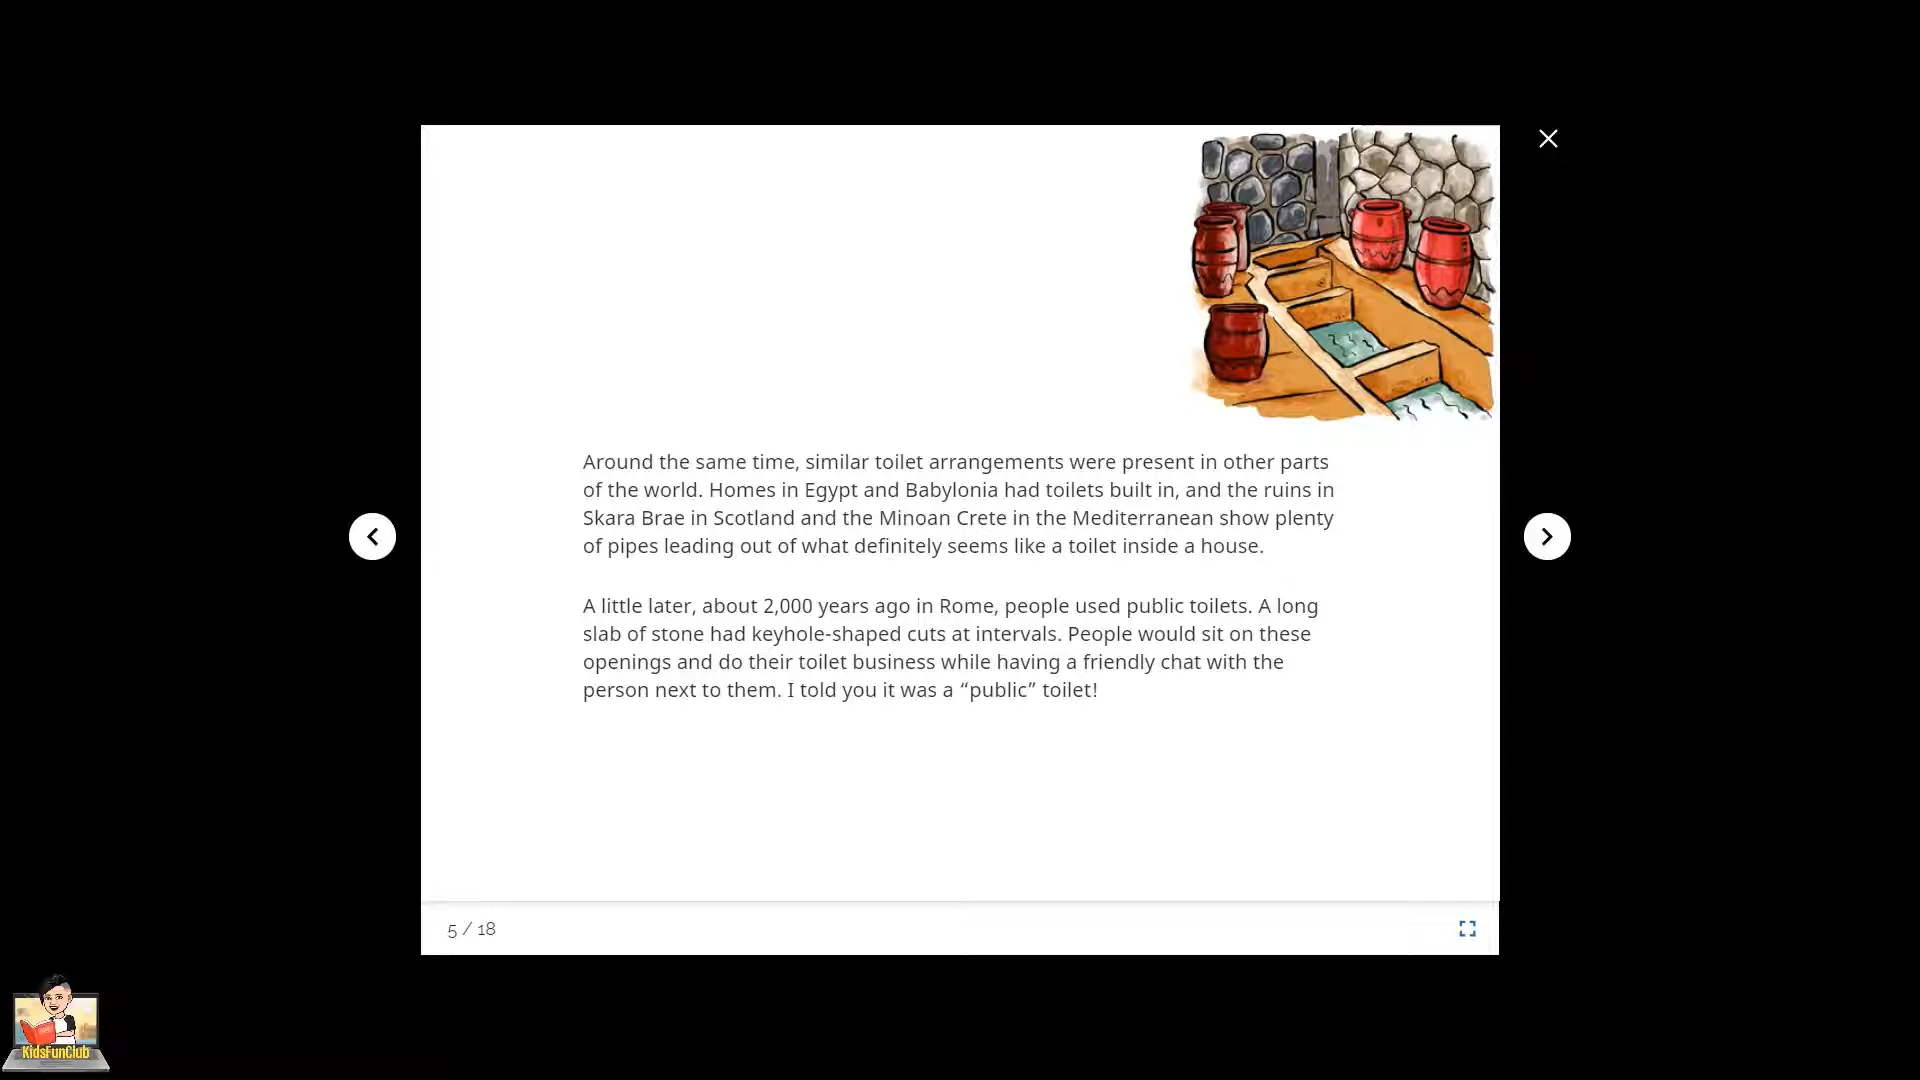 Around the same time, similar toilet arrangements were present in other parts
of the world. Homes in Egypt and Babylonia had toilets built in, and the ruins in
Skara Brae in Scotland and the Minoan Crete in the Mediterranean show plenty
of pipes leading out of what definitely seems like a toilet inside a house.
A little later, about 2,000 years ago in Rome, people used public toilets. A long
slab of stone had keyhole-shaped cuts at intervals. People would sit on these
openings and do their toilet business while having a friendly chat with the
person next to them. I told you it was a “public” toilet!
5 / 18
KidsFunClub